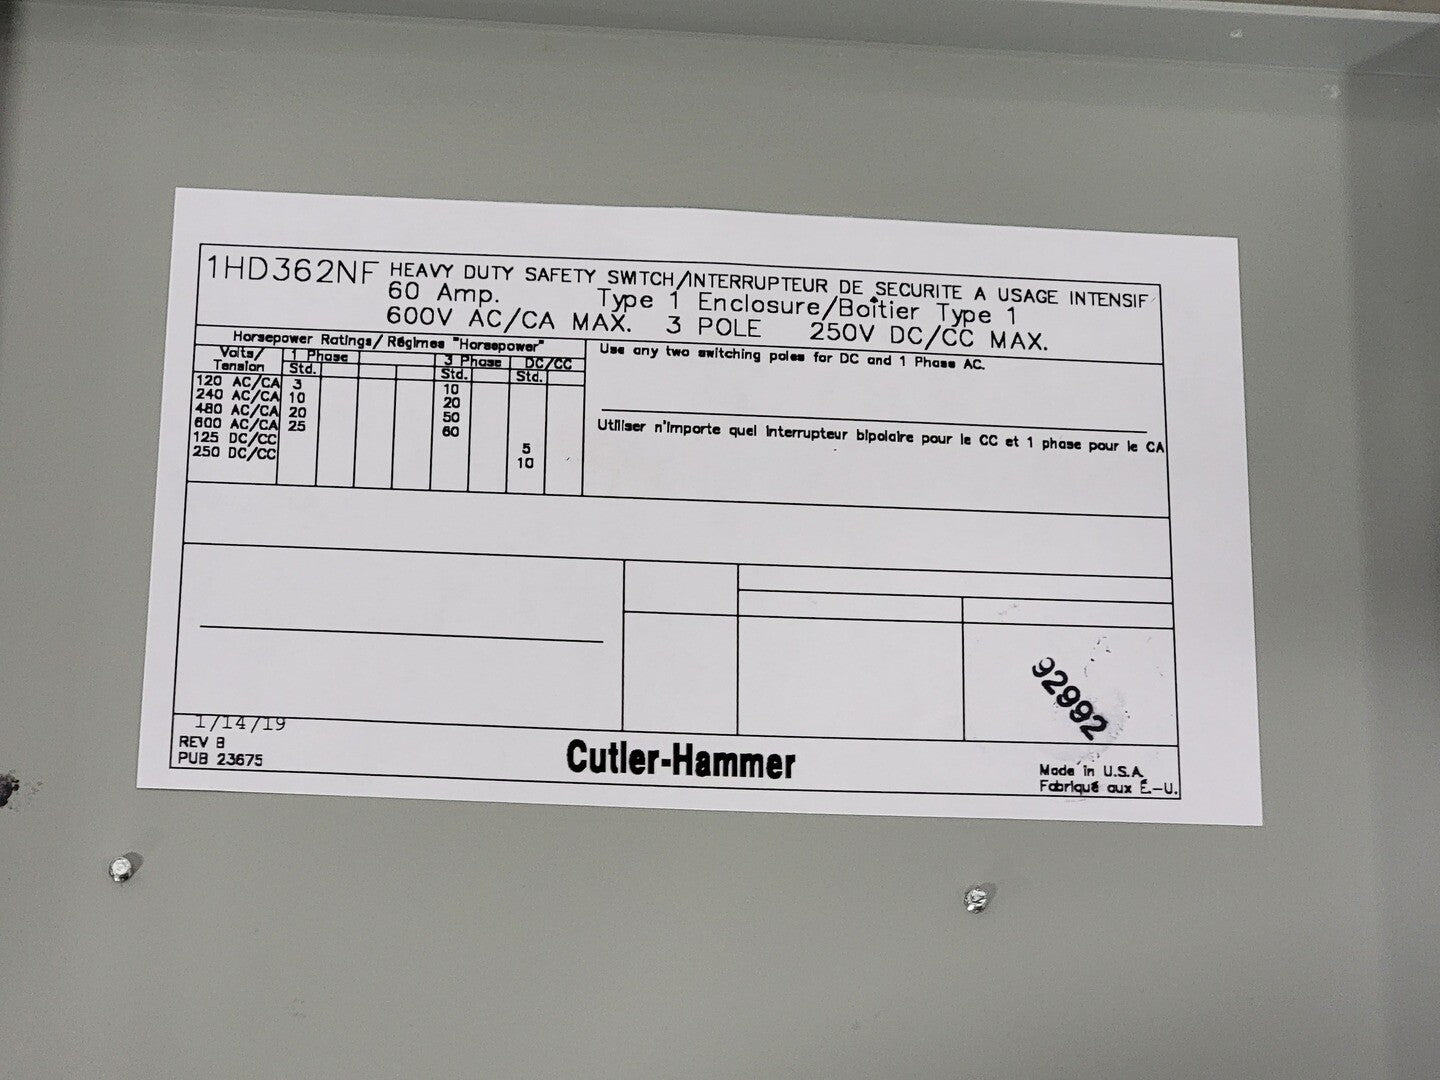 1HD362NF HEAVY DUTY SAFETY SWITCH/INTERRUPTEUR DE SECURITE A USAGE INTENSIF
60 Amp. Type 1 Enclosure/Boîtier Type 1
600V AC/CA MAX. 3 POLE 250V DC/CC MAX.
Horsepower Ratings/ Régimes "Horsepower"
Volts/ Tension 1 Phase 3 Phase DC/CC
Std. Std. Std.
120 AC/CA 3 10
240 AC/CA 10 20
480 AC/CA 20 50
600 AC/CA 25 60
125 DC/CC 5
250 DC/CC 10
Use any two switching poles for DC and 1 Phase AC.
Utiliser n'importe quel interrupteur bipolaire pour le CC et 1 phase pour le CA
92992
1/14/19
REV B
PUB 23675
Cutler-Hammer
Made in U.S.A.
Fabriqué aux É.-U.